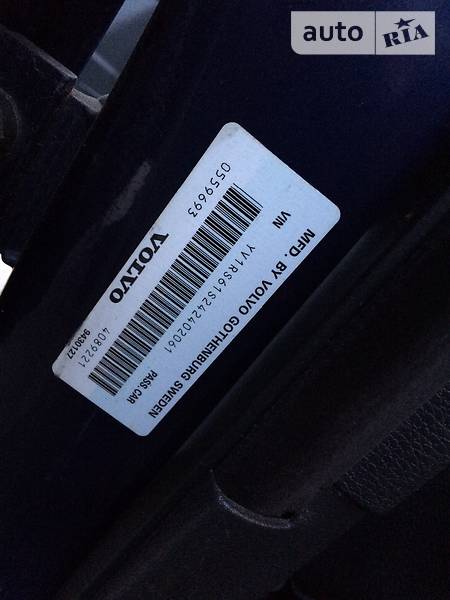 auto RIA
MFD. BY VOLVO GOTHENBURG SWEDEN
VIN
YV1RS61S242402061
PASS.CAR
0559693
VOLVO
4089221
9430127